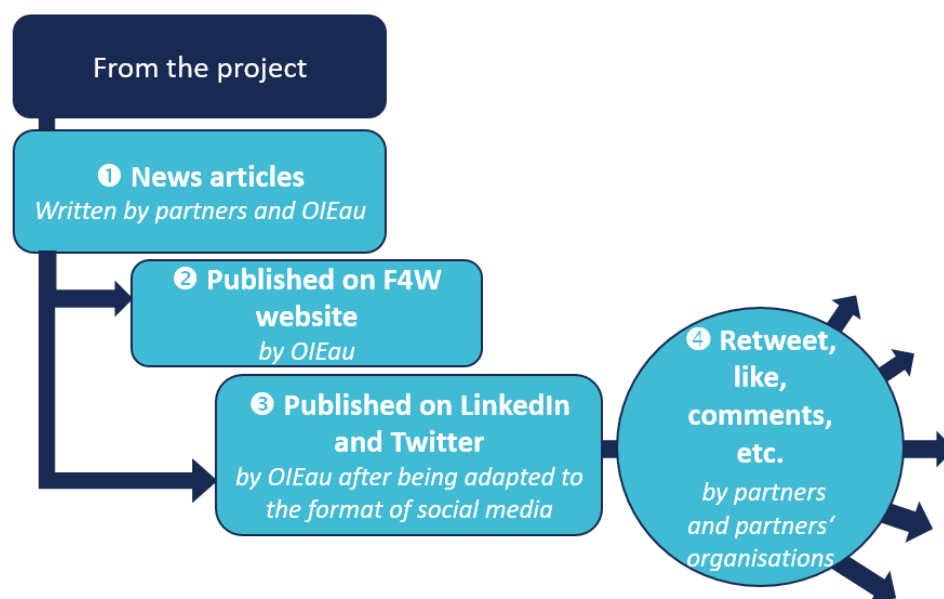 From the project
❶ News articles
Written by partners and OIEau
❷ Published on F4W
website
by OIEau
❸ Published on LinkedIn
and Twitter
by OIEau after being adapted to
the format of social media
❹ Retweet,
like,
comments,
etc.
by partners
and partners‘
organisations